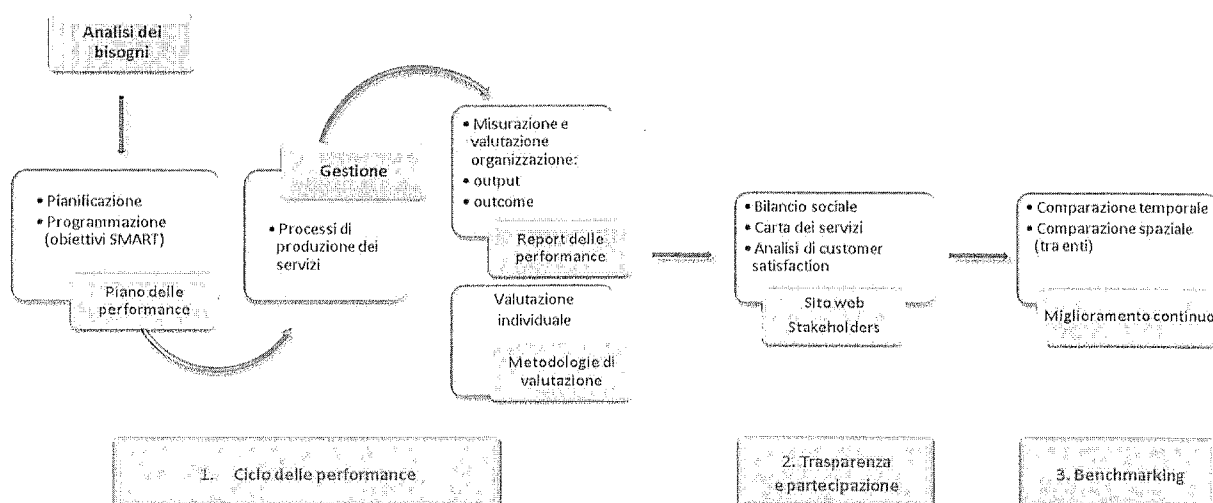 Analisi dei
bisogni
• Pianificazione
• Programmazione
(obiettivi SMART)
Piano delle
performance
Gestione
• Processi di
produzione dei
servizi
• Misurazione e
valutazione
organizzazione:
• output
• outcome
Report delle
performance
Valutazione
individuale
Metodologie di
valutazione
• Bilancio sociale
• Carta dei servizi
• Analisi di customer
satisfaction
Sito web
Stakeholders
• Comparazione temporale
• Comparazione spaziale
(tra enti)
Miglioramento continuo
1. Ciclo delle performance
2. Trasparenza
e partecipazione
3. Benchmarking